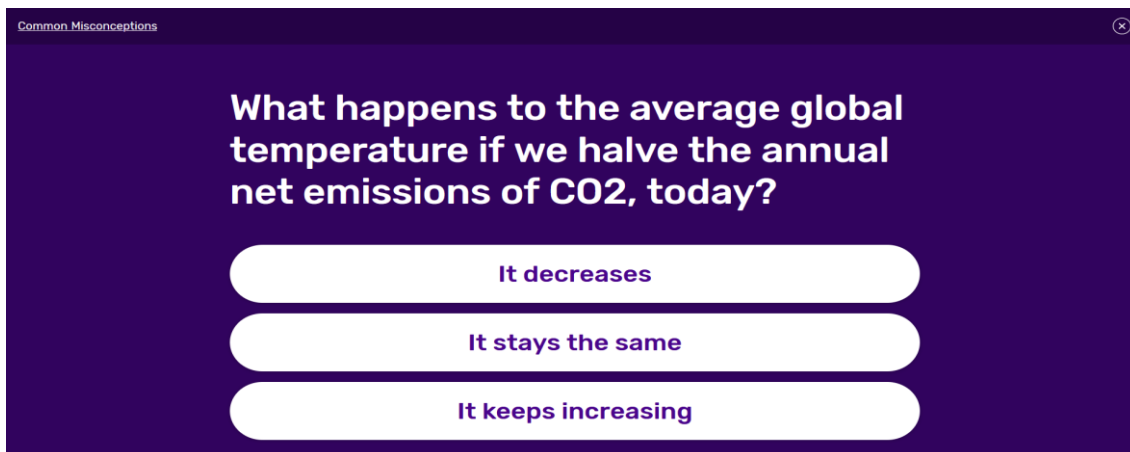 Common Misconceptions
What happens to the average global
temperature if we halve the annual
net emissions of CO2, today?
It decreases
It stays the same
It keeps increasing